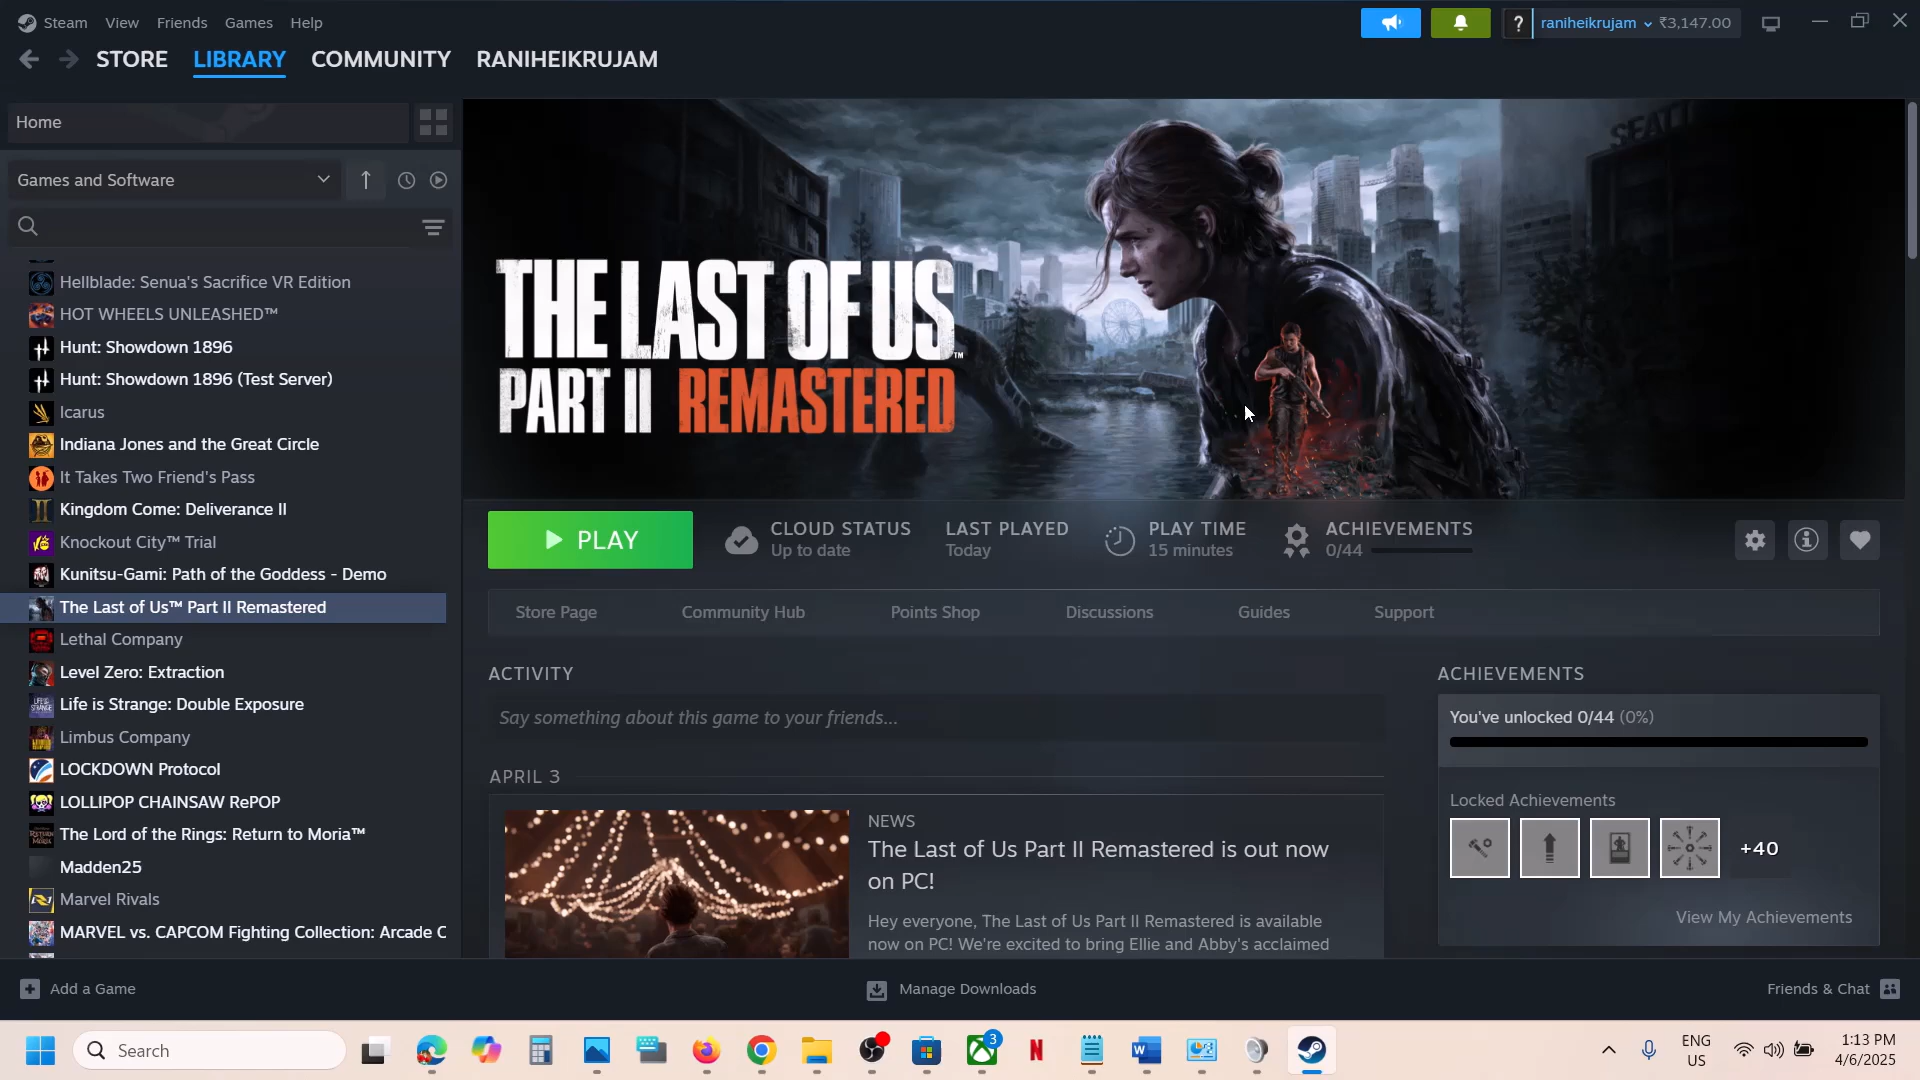 Steam View Friends Games Help
? raniheikrujam ₹3,147.00
STORE LIBRARY COMMUNITY RANIHEIKRUJAM
Home
Games and Software
Hellblade: Senua's Sacrifice VR Edition
HOT WHEELS UNLEASHED™
Hunt: Showdown 1896
Hunt: Showdown 1896 (Test Server)
Icarus
Indiana Jones and the Great Circle
It Takes Two Friend's Pass
Kingdom Come: Deliverance II
Knockout City™ Trial
Kunitsu-Gami: Path of the Goddess - Demo
The Last of Us™ Part II Remastered
Lethal Company
Level Zero: Extraction
Life is Strange: Double Exposure
Limbus Company
LOCKDOWN Protocol
LOLLIPOP CHAINSAW RePOP
The Lord of the Rings: Return to Moria™
Madden25
Marvel Rivals
MARVEL vs. CAPCOM Fighting Collection: Arcade C
SEATT
THE LAST OF US™
PART II REMASTERED
PLAY
CLOUD STATUS
Up to date
LAST PLAYED
Today
PLAY TIME
15 minutes
ACHIEVEMENTS
0/44
Store Page Community Hub Points Shop Discussions Guides Support
ACTIVITY
Say something about this game to your friends...
APRIL 3
NEWS
The Last of Us Part II Remastered is out now
on PC!
Hey everyone, The Last of Us Part II Remastered is available
now on PC! We're excited to bring Ellie and Abby's acclaimed
ACHIEVEMENTS
You've unlocked 0/44 (0%)
Locked Achievements
+40
View My Achievements
Add a Game
Manage Downloads
Friends & Chat
Search
3
N
ENG
US
1:13 PM
4/6/2025